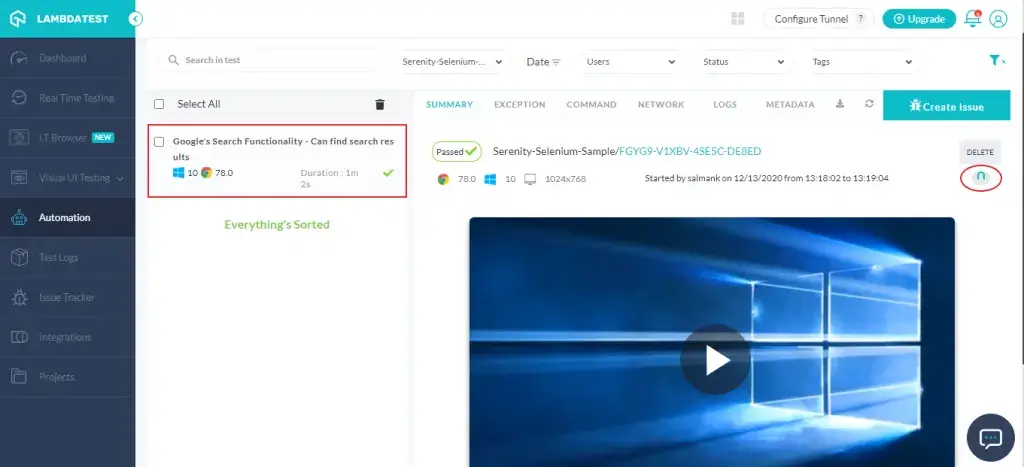 LAMBDATEST
Configure Tunnel ?
Upgrade
Dashboard
Real Time Testing
LT Browser NEW
Visual UI Testing
Automation
Test Logs
Issue Tracker
Integrations
Projects
Search in test
Serenity-Selenium-...
Date
Users
Status
Tags
Select All
Google's Search Functionality - Can find search res
ults
10 78.0
Duration : 1m
2s
Everything's Sorted
SUMMARY
EXCEPTION
COMMAND
NETWORK
LOGS
METADATA
Create Issue
Passed
Serenity-Selenium-Sample/FGYG9-V1XBV-4SE5C-DE8ED
DELETE
78.0 10 1024x768
Started by salmank on 12/13/2020 from 13:18:02 to 13:19:04